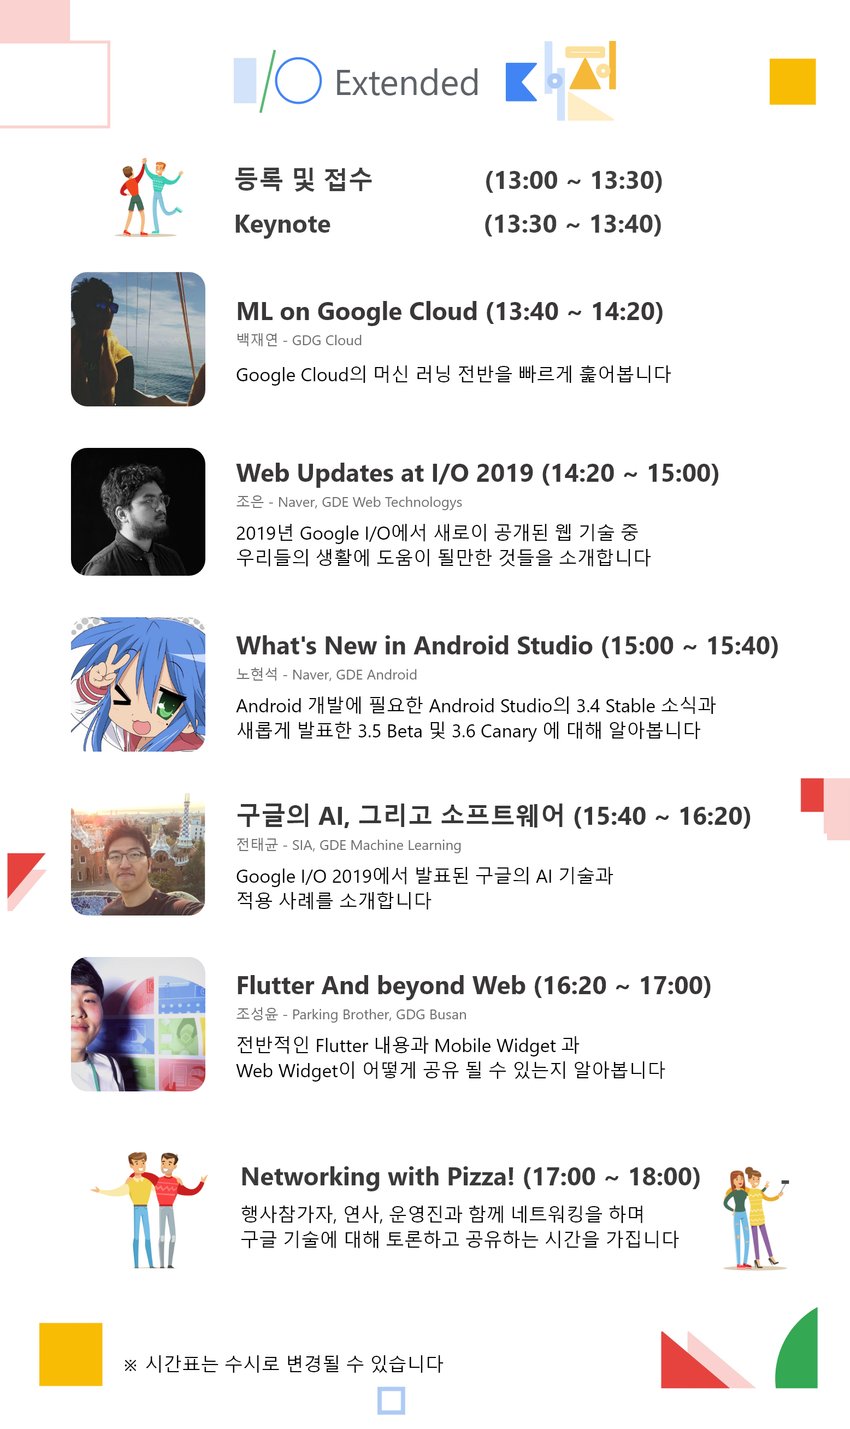 I/O Extended 대전
등록 및 접수 (13:00 ~ 13:30)
Keynote (13:30 ~ 13:40)
ML on Google Cloud (13:40 ~ 14:20)
백재연 - GDG Cloud
Google Cloud의 머신 러닝 전반을 빠르게 훑어봅니다
Web Updates at I/O 2019 (14:20 ~ 15:00)
조은 - Naver, GDE Web Technologys
2019년 Google I/O에서 새로이 공개된 웹 기술 중
우리들의 생활에 도움이 될만한 것들을 소개합니다
What's New in Android Studio (15:00 ~ 15:40)
노현석 - Naver, GDE Android
Android 개발에 필요한 Android Studio의 3.4 Stable 소식과
새롭게 발표한 3.5 Beta 및 3.6 Canary 에 대해 알아봅니다
구글의 AI, 그리고 소프트웨어 (15:40 ~ 16:20)
전태균 - SIA, GDE Machine Learning
Google I/O 2019에서 발표된 구글의 AI 기술과
적용 사례를 소개합니다
Flutter And beyond Web (16:20 ~ 17:00)
조성윤 - Parking Brother, GDG Busan
전반적인 Flutter 내용과 Mobile Widget 과
Web Widget이 어떻게 공유 될 수 있는지 알아봅니다
Networking with Pizza! (17:00 ~ 18:00)
행사참가자, 연사, 운영진과 함께 네트워킹을 하며
구글 기술에 대해 토론하고 공유하는 시간을 가집니다
※ 시간표는 수시로 변경될 수 있습니다